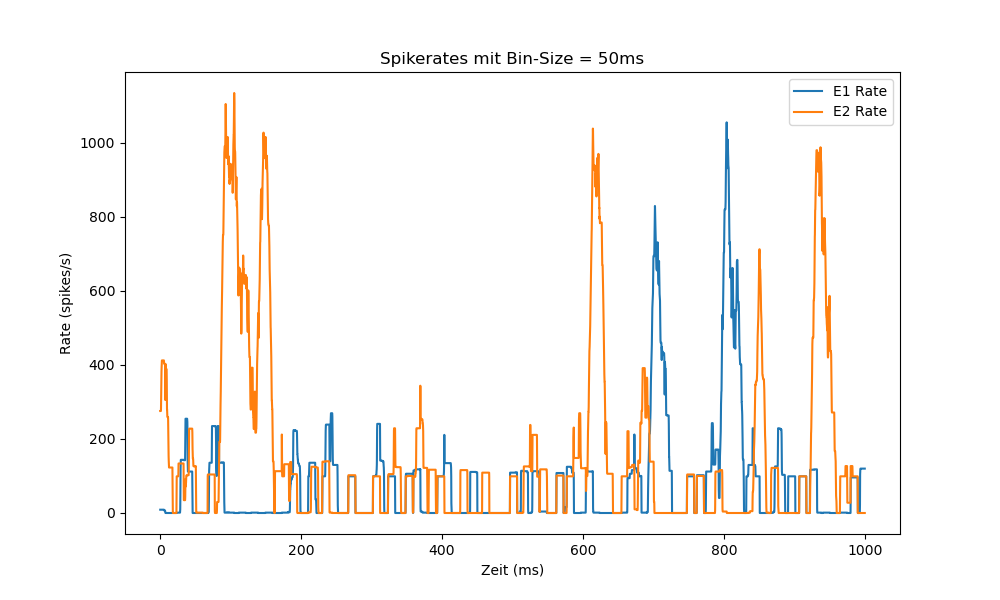 Spikerates mit Bin-Size = 50ms
E1 Rate
E2 Rate
1000
800
600
400
200
0
Rate (spikes/s)
0 200 400 600 800 1000
Zeit (ms)